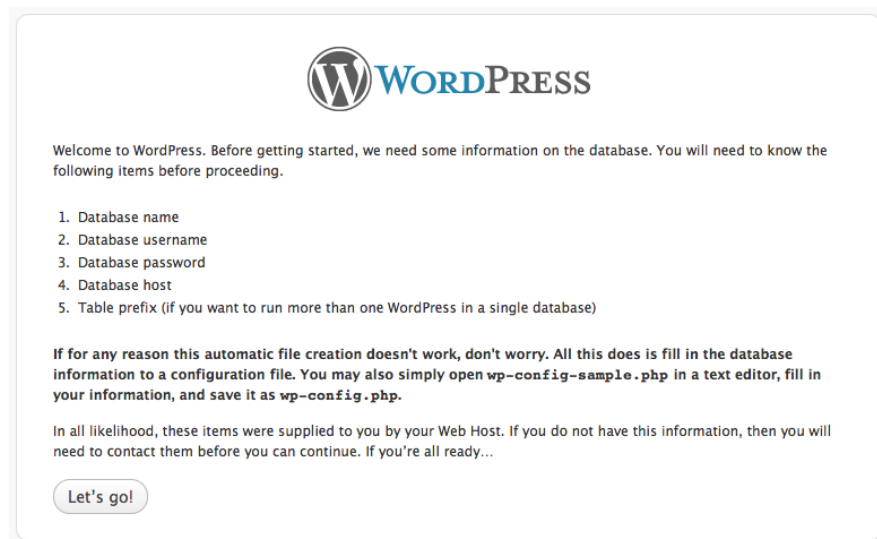 WORDPRESS
Welcome to WordPress. Before getting started, we need some information on the database. You will need to know the
following items before proceeding.
1. Database name
2. Database username
3. Database password
4. Database host
5. Table prefix (if you want to run more than one WordPress in a single database)
If for any reason this automatic file creation doesn't work, don't worry. All this does is fill in the database
information to a configuration file. You may also simply open wp-config-sample.php in a text editor, fill in
your information, and save it as wp-config.php.
In all likelihood, these items were supplied to you by your Web Host. If you do not have this information, then you will
need to contact them before you can continue. If you’re all ready…
Let's go!